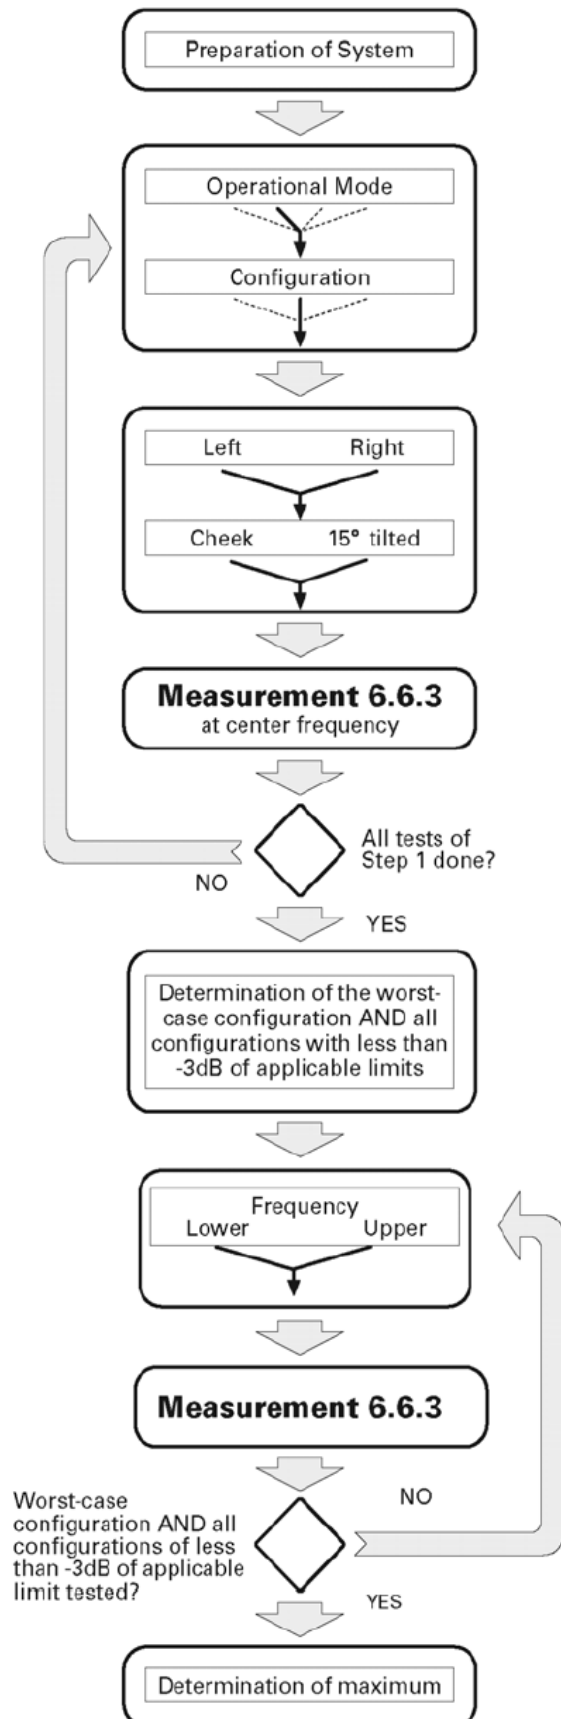 Preparation of System
Operational Mode
Configuration
Left Right
Cheek 15° tilted
Measurement 6.6.3
at center frequency
All tests of
Step 1 done?
NO
YES
Determination of the worst-
case configuration AND all
configurations with less than
-3dB of applicable limits
Frequency
Lower Upper
Measurement 6.6.3
NO
Worst-case
configuration AND all
configurations of less
than -3dB of applicable
limit tested?
YES
Determination of maximum